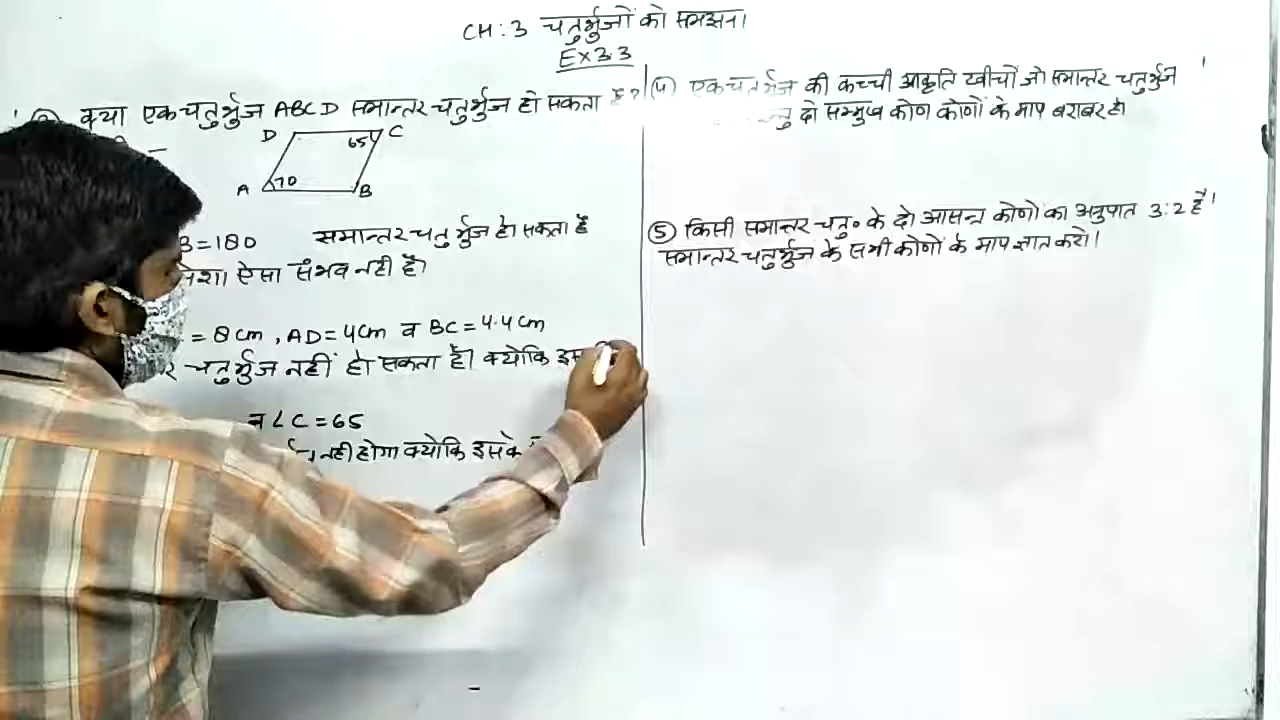 CH: 3 चतुर्भुजों को समझना
Ex 3.3
क्या एक चतुर्भुज ABCD समान्तर चतुर्भुज हो सकता है?
D C
65
70
A B
B=180 समान्तर चतुर्भुज हो सकता है
ऐसा संभव नही है।
= 8cm, AD=4cm व BC=4.4cm
चतुर्भुज नहीं हो सकता है। क्योकि
व ∠C=65
नही होगा क्योकि इसके
(4) एक चतुर्भुज की कच्ची आकृति खीचों जो समान्तर चतुर्भुज
दो सम्मुख कोण कोणों के माप बराबर हो
(5) किसी समान्तर चतु० के दो आसन्न कोणों का अनुपात 3:2 है।
समान्तर चतुर्भुज के सभी कोणों के माप ज्ञात करो।